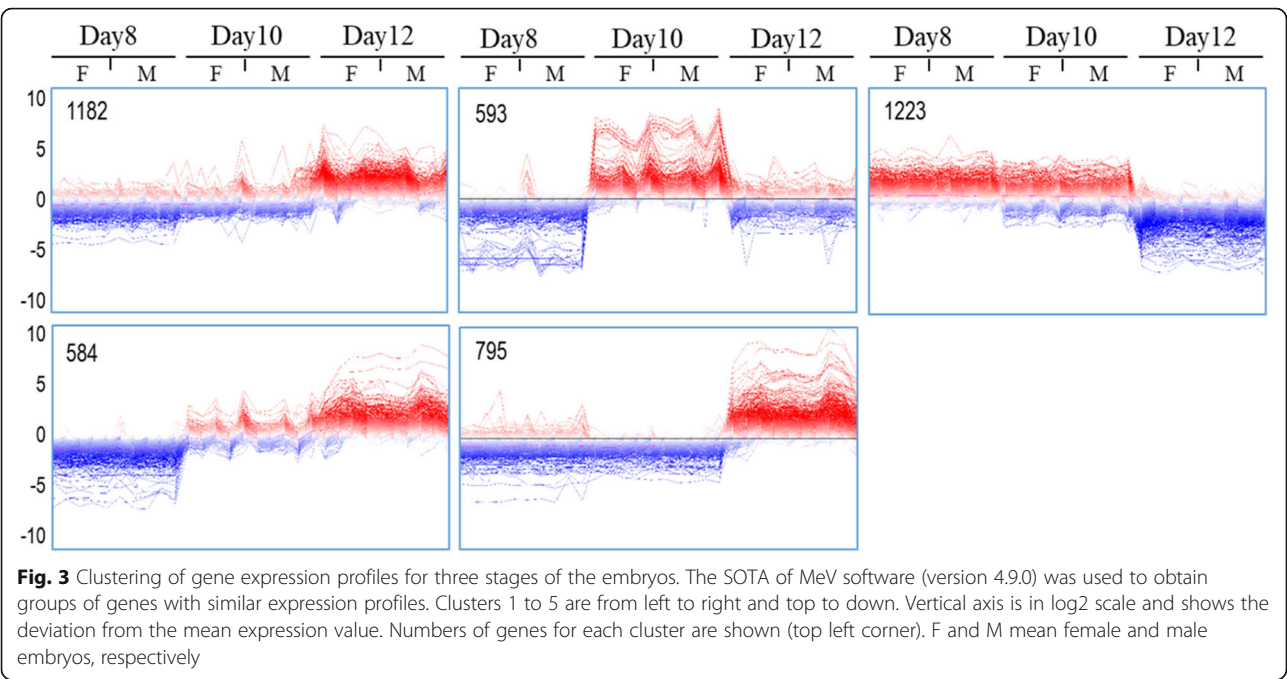 Day8 Day10 Day12 Day8 Day10 Day12 Day8 Day10 Day12
F M F M F M F M F M F M F M F M F M
10
5
0
-5
-10
1182
593
1223
10
5
0
-5
-10
584
795
Fig. 3 Clustering of gene expression profiles for three stages of the embryos. The SOTA of MeV software (version 4.9.0) was used to obtain
groups of genes with similar expression profiles. Clusters 1 to 5 are from left to right and top to down. Vertical axis is in log2 scale and shows the
deviation from the mean expression value. Numbers of genes for each cluster are shown (top left corner). F and M mean female and male
embryos, respectively